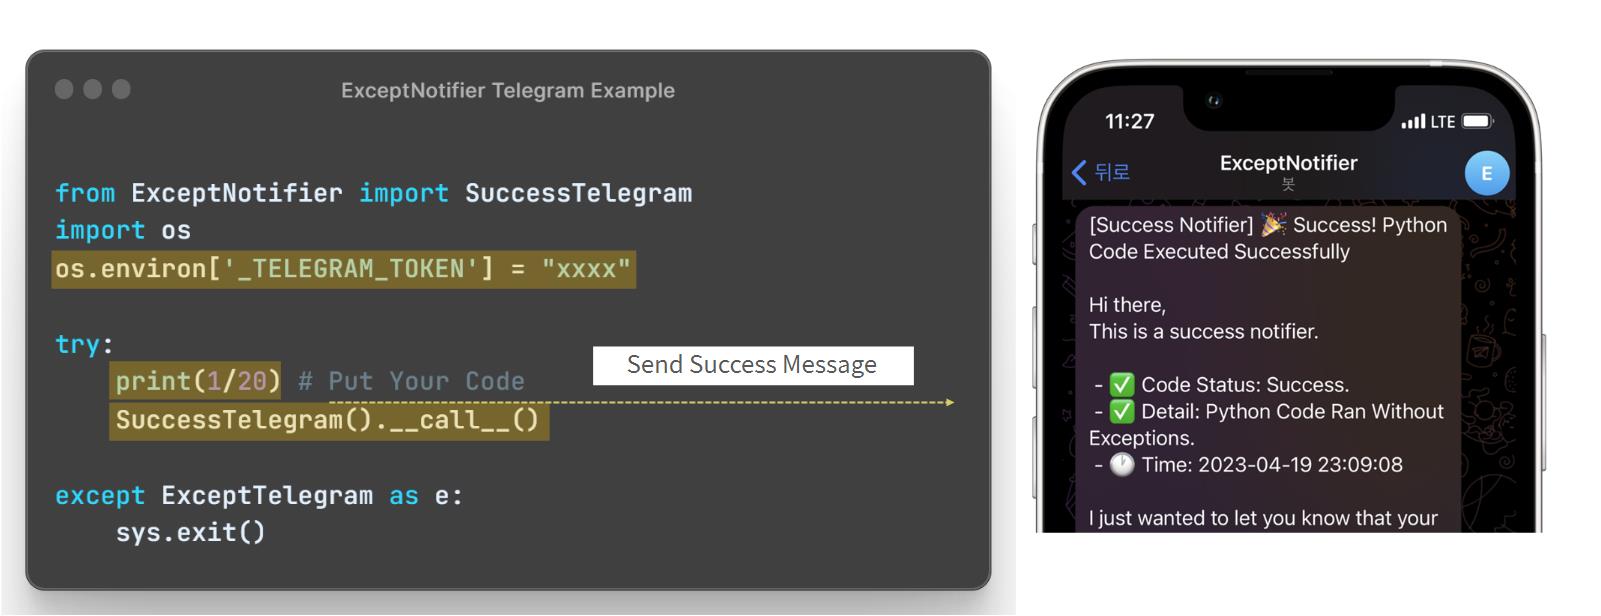 ExceptNotifier Telegram Example
from ExceptNotifier import SuccessTelegram
import os
os.environ['_TELEGRAM_TOKEN'] = "xxxx"
try:
print(1/20) # Put Your Code
SuccessTelegram().__call__()
except ExceptTelegram as e:
sys.exit()
Send Success Message
11:27
LTE
뒤로
ExceptNotifier
봇
E
[Success Notifier] 🎉 Success! Python
Code Executed Successfully
Hi there,
This is a success notifier.
- ✅ Code Status: Success.
- ✅ Detail: Python Code Ran Without
Exceptions.
- 🕐 Time: 2023-04-19 23:09:08
I just wanted to let you know that your